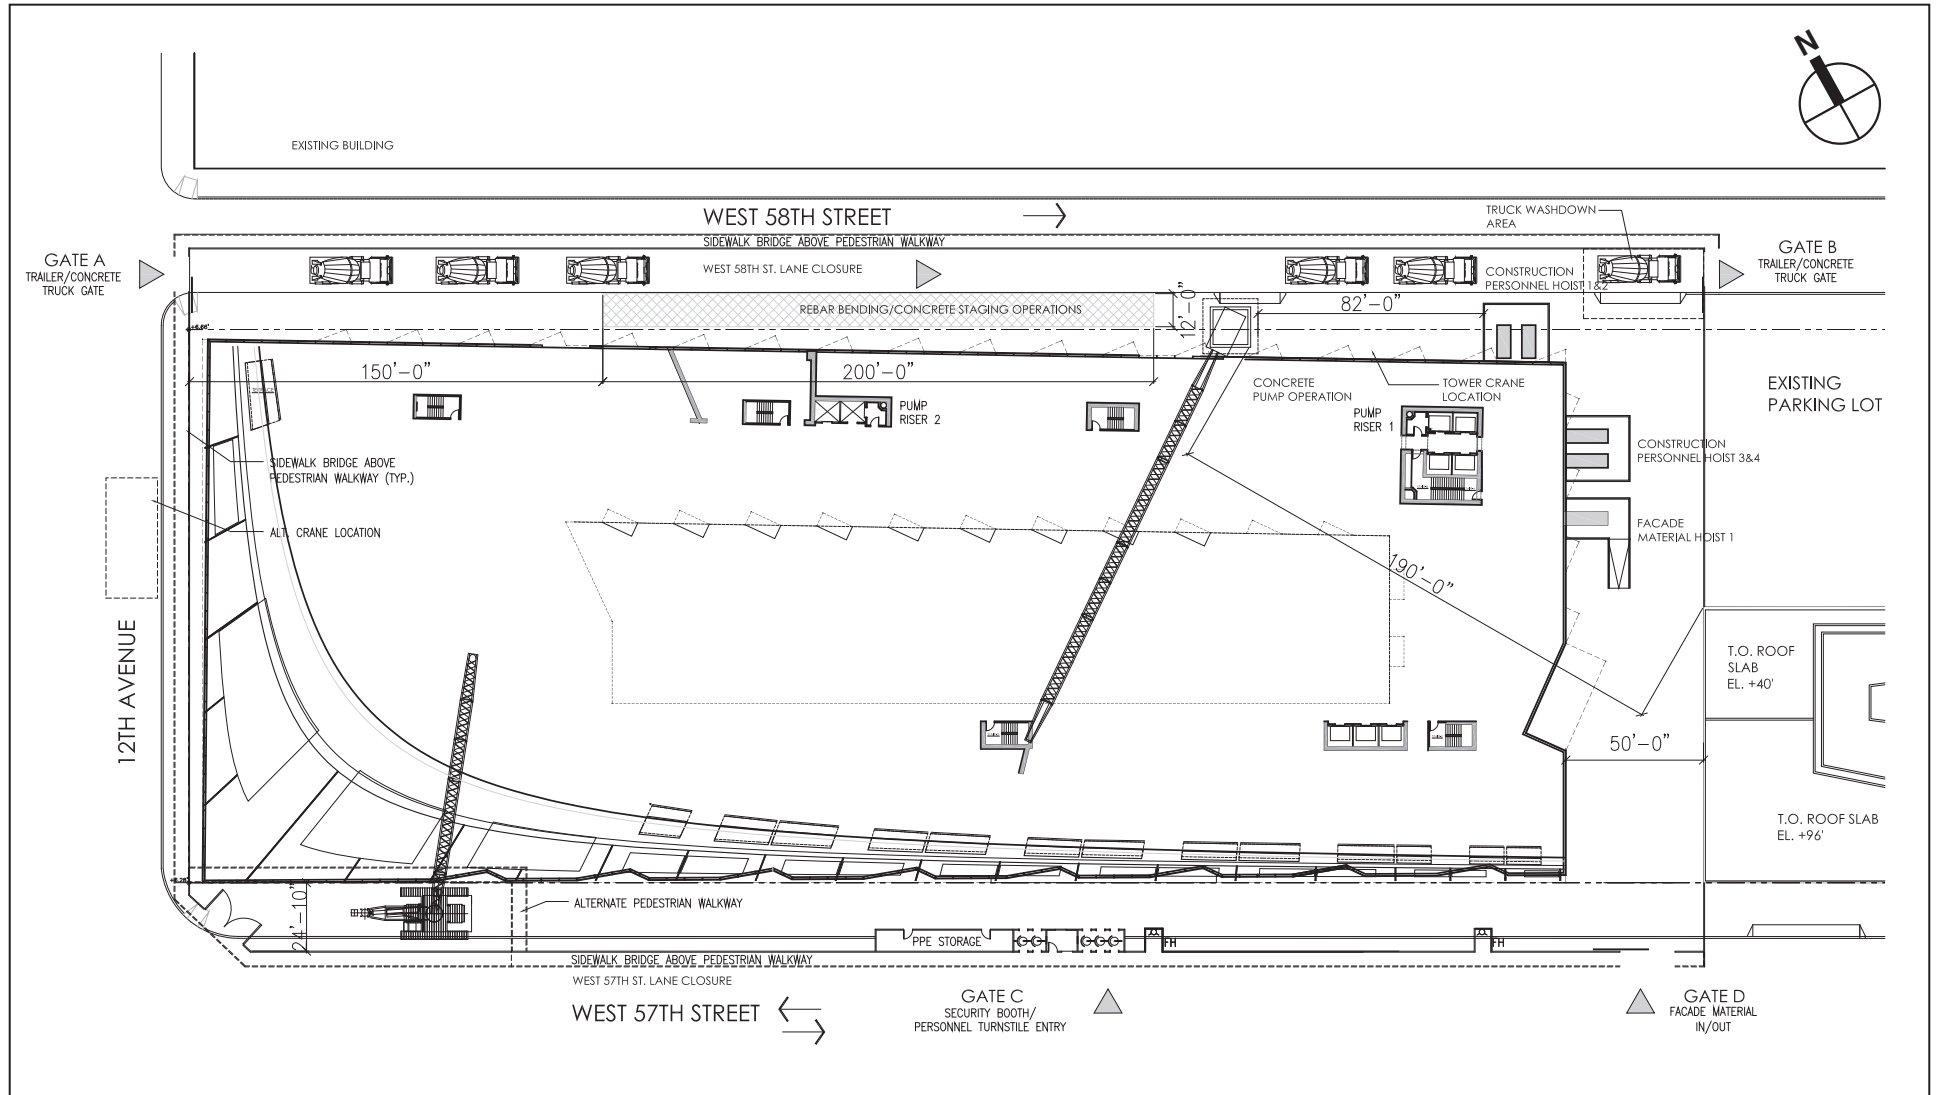 N
EXISTING BUILDING
WEST 58TH STREET
SIDEWALK BRIDGE ABOVE PEDESTRIAN WALKWAY
TRUCK WASHDOWN
AREA
GATE A
TRAILER/CONCRETE
TRUCK GATE
WEST 58TH ST. LANE CLOSURE
CONSTRUCTION
PERSONNEL HOIST 1&2
GATE B
TRAILER/CONCRETE
TRUCK GATE
REBAR BENDING/CONCRETE STAGING OPERATIONS
12'-0"
82'-0"
150'-0"
200'-0"
CONCRETE
PUMP OPERATION
TOWER CRANE
LOCATION
EXISTING
PARKING LOT
PUMP
RISER 2
PUMP
RISER 1
SIDEWALK BRIDGE ABOVE
PEDESTRIAN WALKWAY (TYP.)
CONSTRUCTION
PERSONNEL HOIST 3&4
ALT. CRANE LOCATION
FACADE
MATERIAL HOIST 1
190'-0"
12TH AVENUE
T.O. ROOF
SLAB
EL. +40'
50'-0"
T.O. ROOF SLAB
EL. +96'
24'-10"
ALTERNATE PEDESTRIAN WALKWAY
PPE STORAGE
FH
FH
SIDEWALK BRIDGE ABOVE PEDESTRIAN WALKWAY
WEST 57TH ST. LANE CLOSURE
WEST 57TH STREET
GATE C
SECURITY BOOTH/
PERSONNEL TURNSTILE ENTRY
GATE D
FACADE MATERIAL
IN/OUT